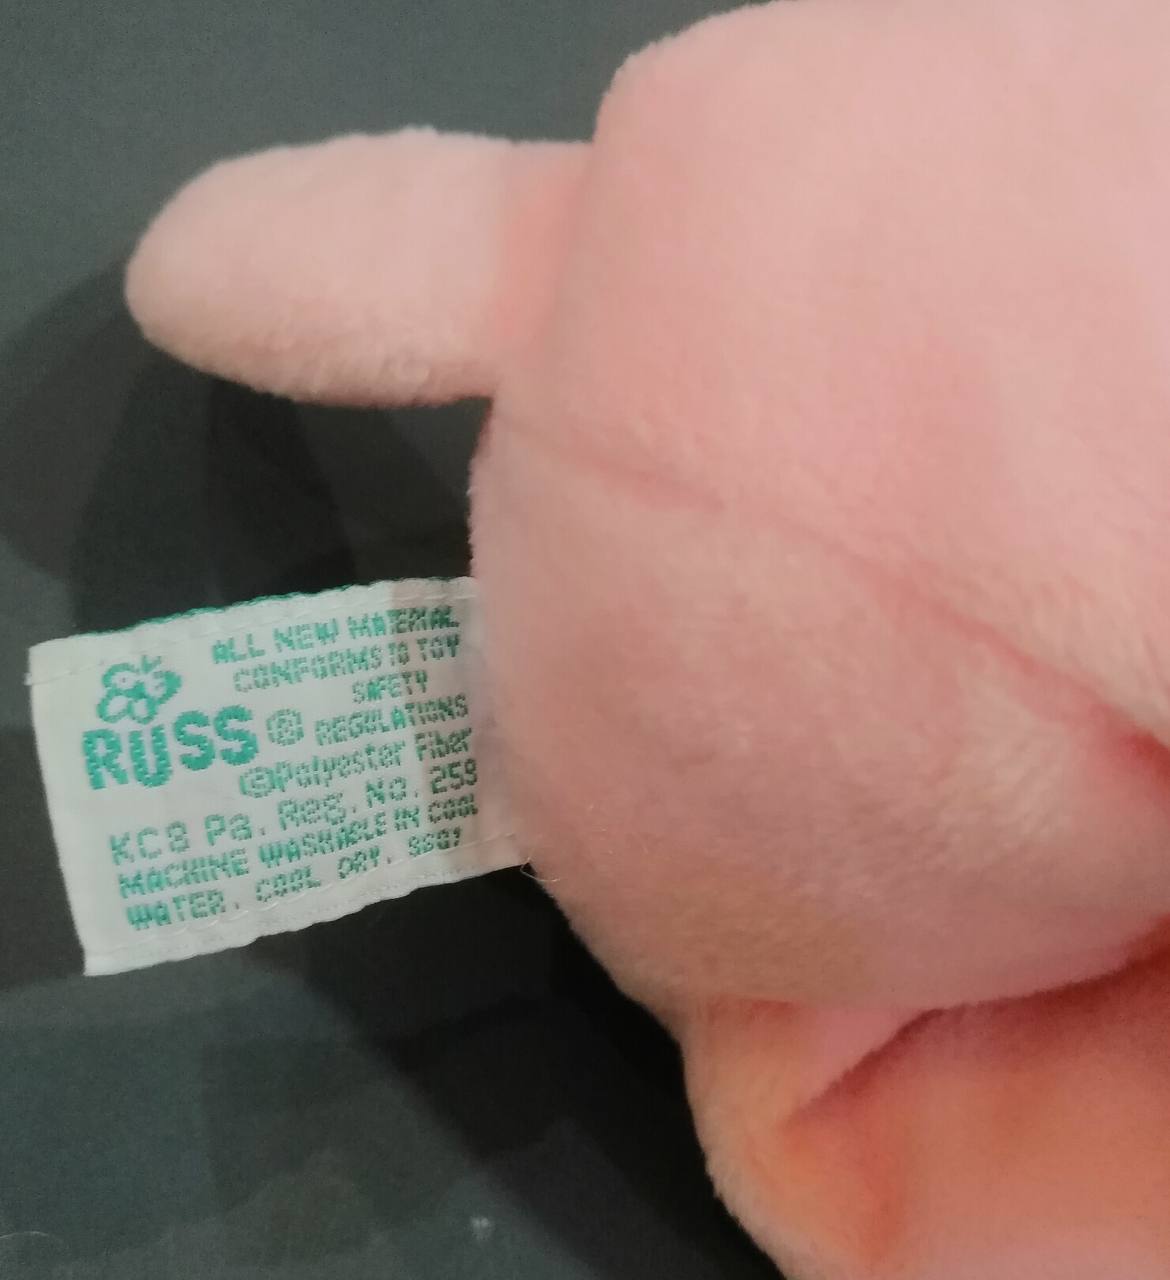 ALL NEW MATERIAL
CONFORMS TO TOY
SAFETY
RUSS ® REGULATIONS
©Polyester Fiber
KC8 Pa. Reg. No. 259
MACHINE WASHABLE IN COOL
WATER. COOL DRY.